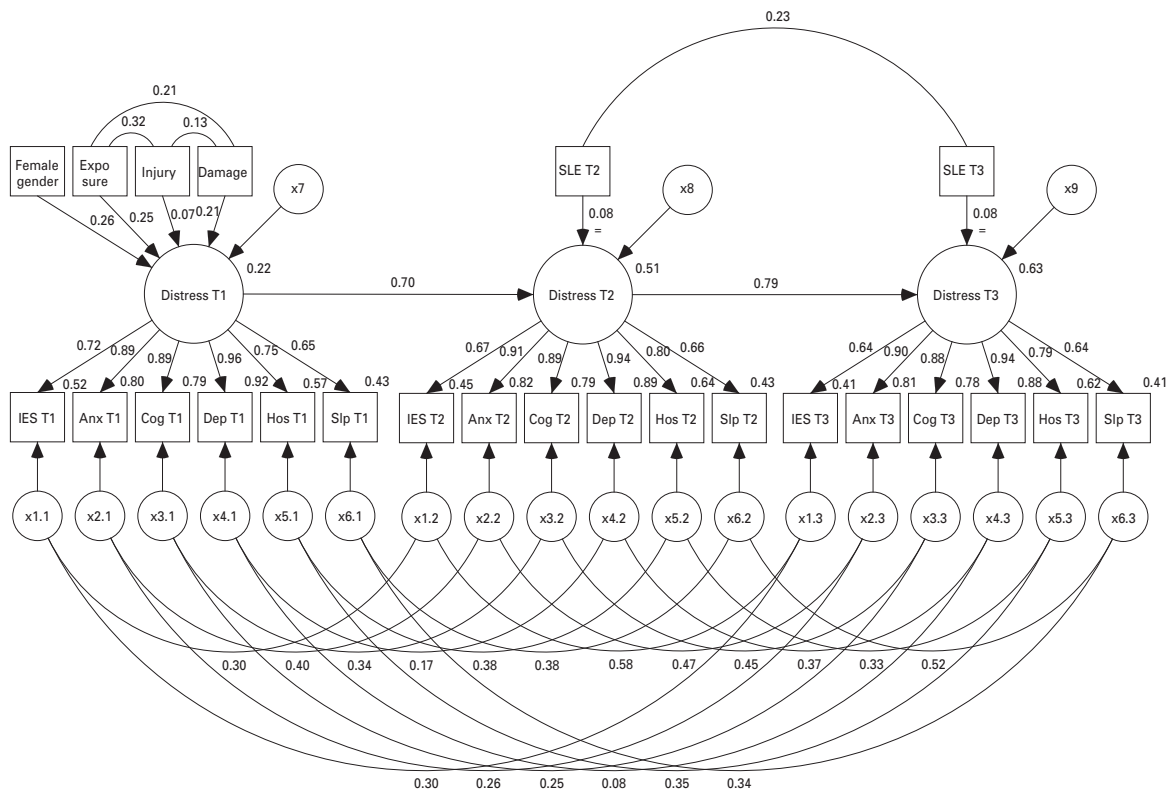 0.23
0.21
0.32
0.13
Female
gender
Expo
sure
Injury
Damage
x7
SLE T2
x8
SLE T3
x9
0.26
0.25
0.07
0.21
0.08
=
0.08
=
0.22
0.51
0.63
Distress T1
0.70
Distress T2
0.79
Distress T3
0.72
0.89
0.89
0.96
0.75
0.65
0.67
0.91
0.89
0.94
0.80
0.66
0.64
0.90
0.88
0.94
0.79
0.64
0.52
0.80
0.79
0.92
0.57
0.43
0.45
0.82
0.79
0.89
0.64
0.43
0.41
0.81
0.78
0.88
0.62
0.41
IES T1
Anx T1
Cog T1
Dep T1
Hos T1
Slp T1
IES T2
Anx T2
Cog T2
Dep T2
Hos T2
Slp T2
IES T3
Anx T3
Cog T3
Dep T3
Hos T3
Slp T3
x1.1
x2.1
x3.1
x4.1
x5.1
x6.1
x1.2
x2.2
x3.2
x4.2
x5.2
x6.2
x1.3
x2.3
x3.3
x4.3
x5.3
x6.3
0.30
0.40
0.34
0.17
0.38
0.38
0.58
0.47
0.45
0.37
0.33
0.52
0.30
0.26
0.25
0.08
0.35
0.34